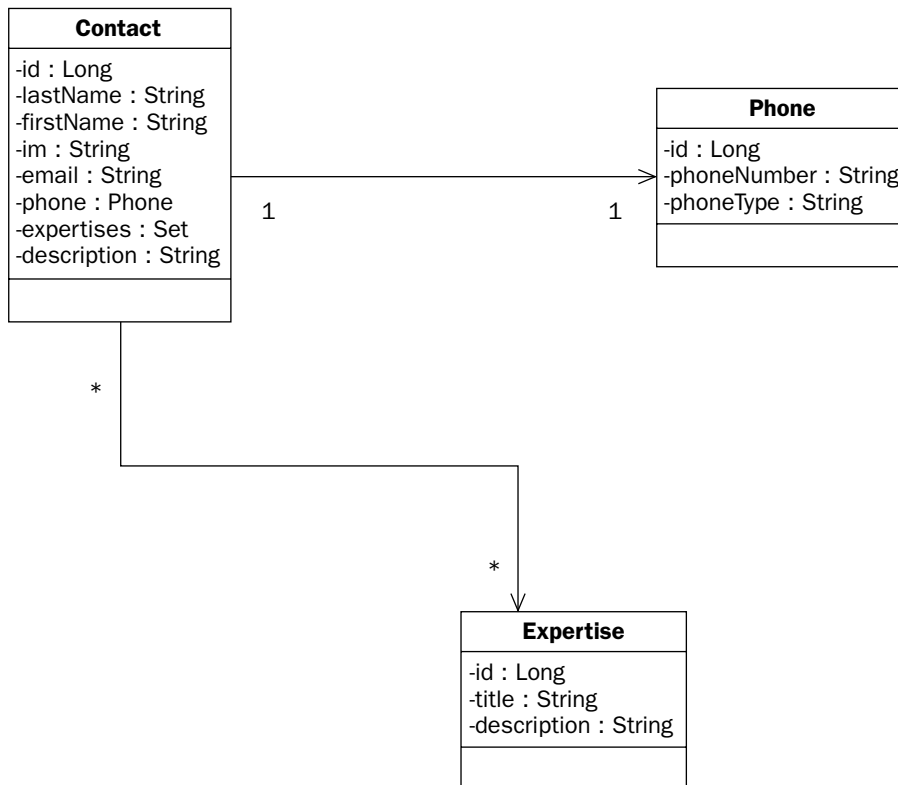 Contact
-id : Long
-lastName : String
-firstName : String
-im : String
-email : String
-phone : Phone
-expertises : Set
-description : String
Phone
-id : Long
-phoneNumber : String
-phoneType : String
1
1
*
*
Expertise
-id : Long
-title : String
-description : String